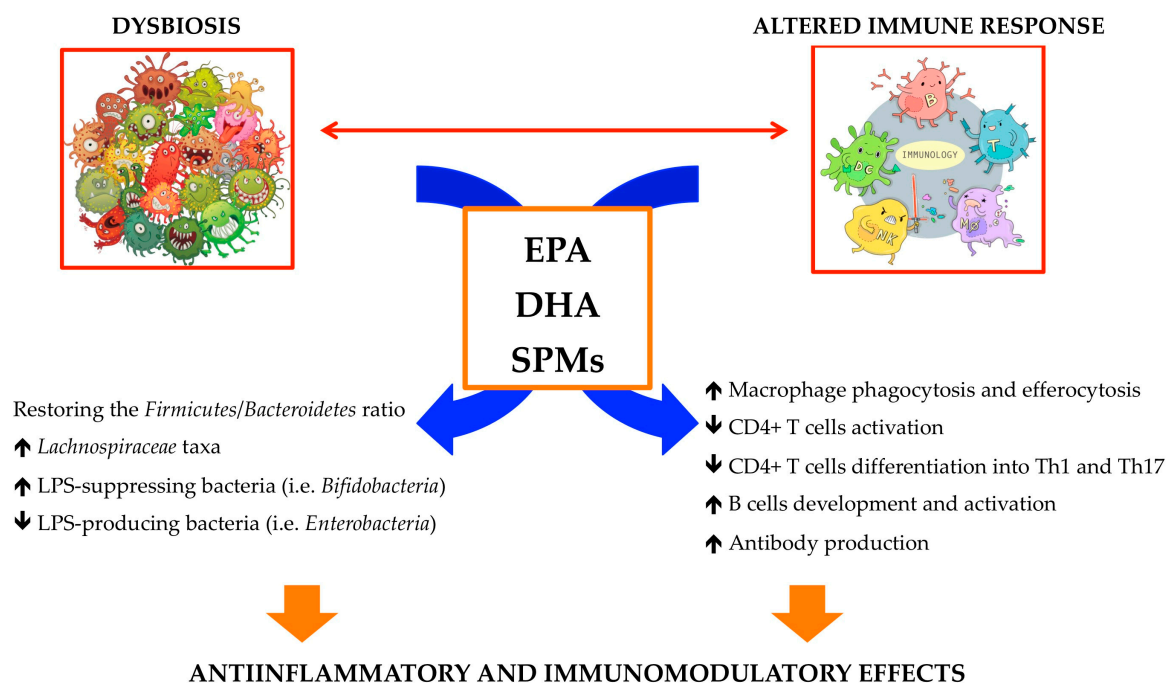 DYSBIOSIS
ALTERED IMMUNE RESPONSE
B
T
IMMUNOLOGY
DC
NK
MØ
EPA
DHA
SPMs
Restoring the Firmicutes/Bacteroidetes ratio
↑ Lachnospiraceae taxa
↑ LPS-suppressing bacteria (i.e. Bifidobacteria)
↓ LPS-producing bacteria (i.e. Enterobacteria)
↑ Macrophage phagocytosis and efferocytosis
↓ CD4+ T cells activation
↓ CD4+ T cells differentiation into Th1 and Th17
↑ B cells development and activation
↑ Antibody production
ANTIINFLAMMATORY AND IMMUNOMODULATORY EFFECTS